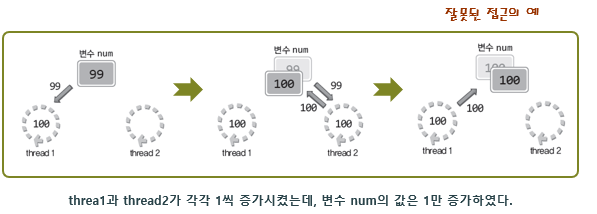 잘못된 접근의 예
변수 num
99
99
100
thread 1
thread 2
변수 num
99
100
99
100
100
100
thread 1
thread 2
변수 num
100
100
100
100
thread 1
thread 2
threa1과 thread2가 각각 1씩 증가시켰는데, 변수 num의 값은 1만 증가하였다.